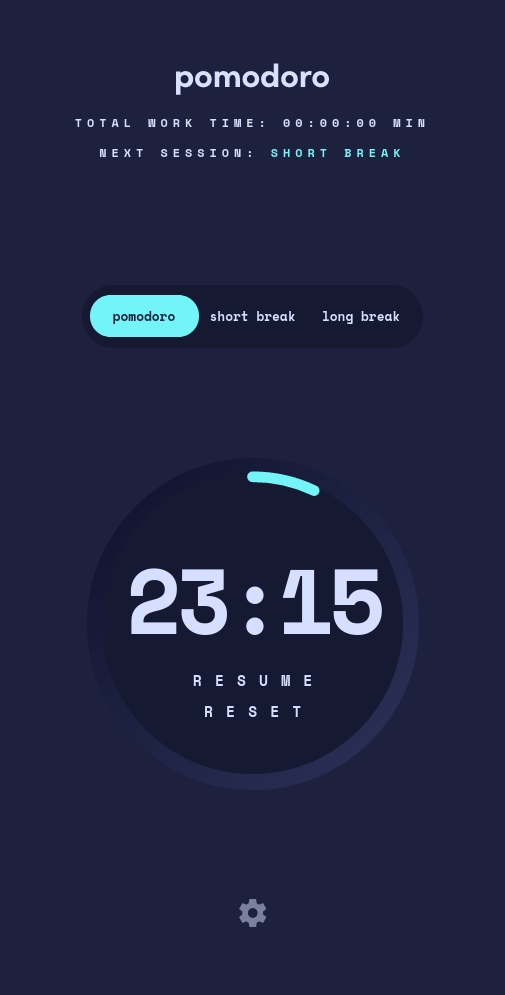 pomodoro
TOTAL WORK TIME: 00:00:00 MIN
NEXT SESSION: SHORT BREAK
pomodoro short break long break
23:15
RESUME
RESET